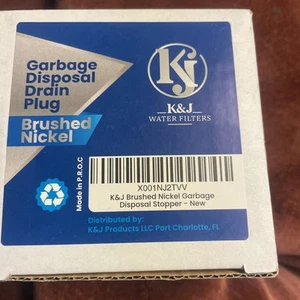 Garbage
Disposal
Drain
Plug
Brushed
Nickel
KJ
K&J
WATER FILTERS
Made in P.R.O.C
X001NJ2TVV
K&J Brushed Nickel Garbage
Disposal Stopper - New
Distributed by:
K&J Products LLC Port Charlotte, FL